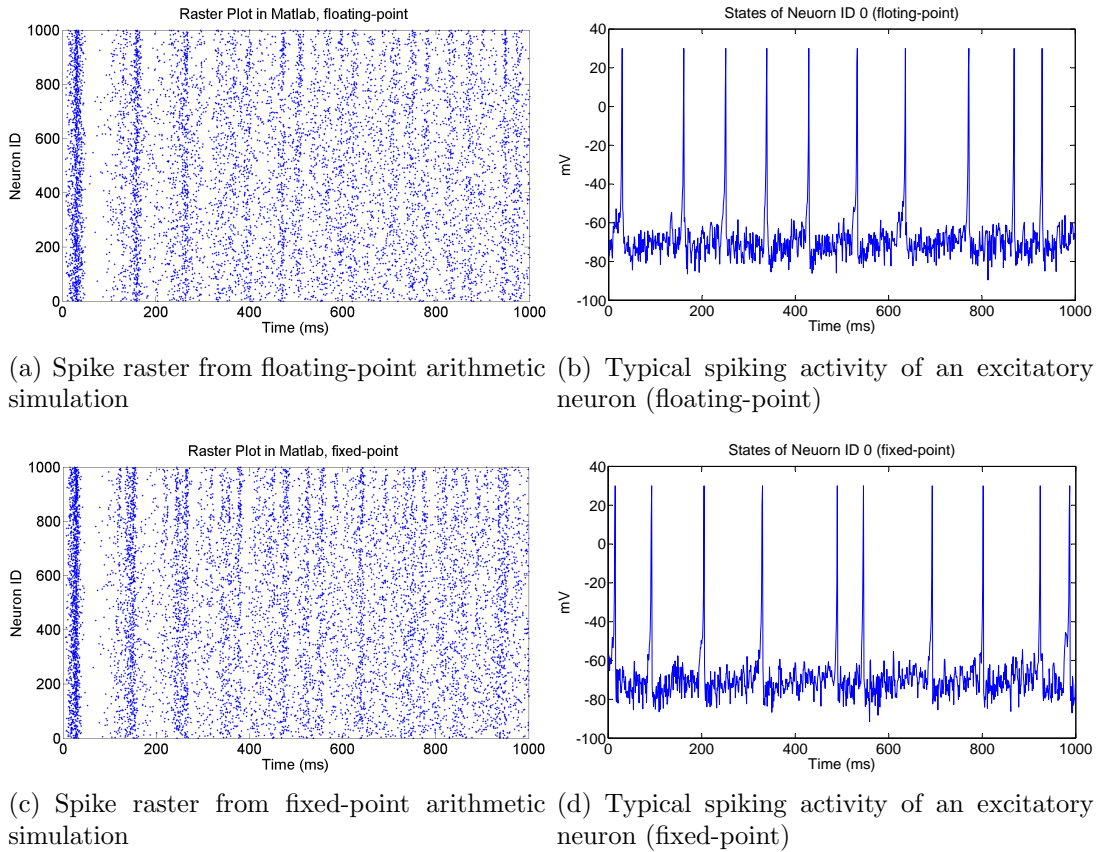 Raster Plot in Matlab, floating-point
1000
800
600
400
200
0
Neuron ID
0 200 400 600 800 1000
Time (ms)
States of Neuorn ID 0 (floting-point)
40
20
0
-20
-40
-60
-80
-100
mV
0 200 400 600 800 1000
Time (ms)
(a) Spike raster from floating-point arithmetic simulation
(b) Typical spiking activity of an excitatory neuron (floating-point)
Raster Plot in Matlab, fixed-point
1000
800
600
400
200
0
Neuron ID
0 200 400 600 800 1000
Time (ms)
States of Neuorn ID 0 (fixed-point)
40
20
0
-20
-40
-60
-80
-100
mV
0 200 400 600 800 1000
Time (ms)
(c) Spike raster from fixed-point arithmetic simulation
(d) Typical spiking activity of an excitatory neuron (fixed-point)